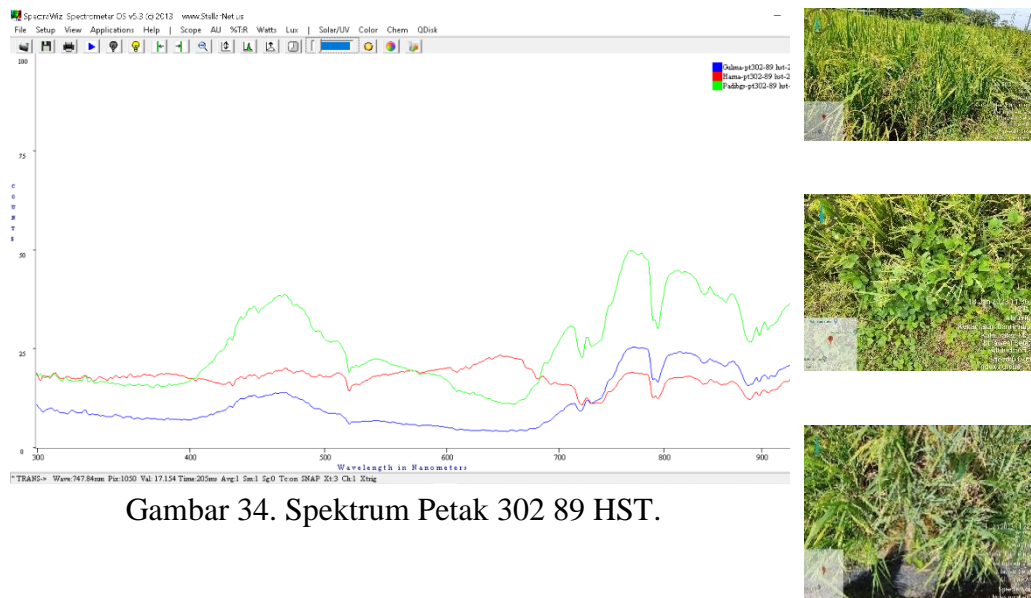 SpectraWiz Spectrometer OS v5.3 (c) 2013 www.StellarNet.us
File Setup View Applications Help | Scope AU %T:R Watts Lux | Solar/UV Color Chem QDisk
100
Gulma-pt302-89 hst-2
Hama-pt302-89 hst-2
Padihgs-pt302-89 hst-
75
COUNTS
50
25
0
300 400 500 600 700 800 900
Wavelength in Nanometers
*TRANS-> Wave:747.84nm Pix:1050 Val: 17.154 Time:205ms Avg:1 Sm:1 Sg:0 Tc:on SNAP Xt:3 Ch:1 Xtrig
Gambar 34. Spektrum Petak 302 89 HST.